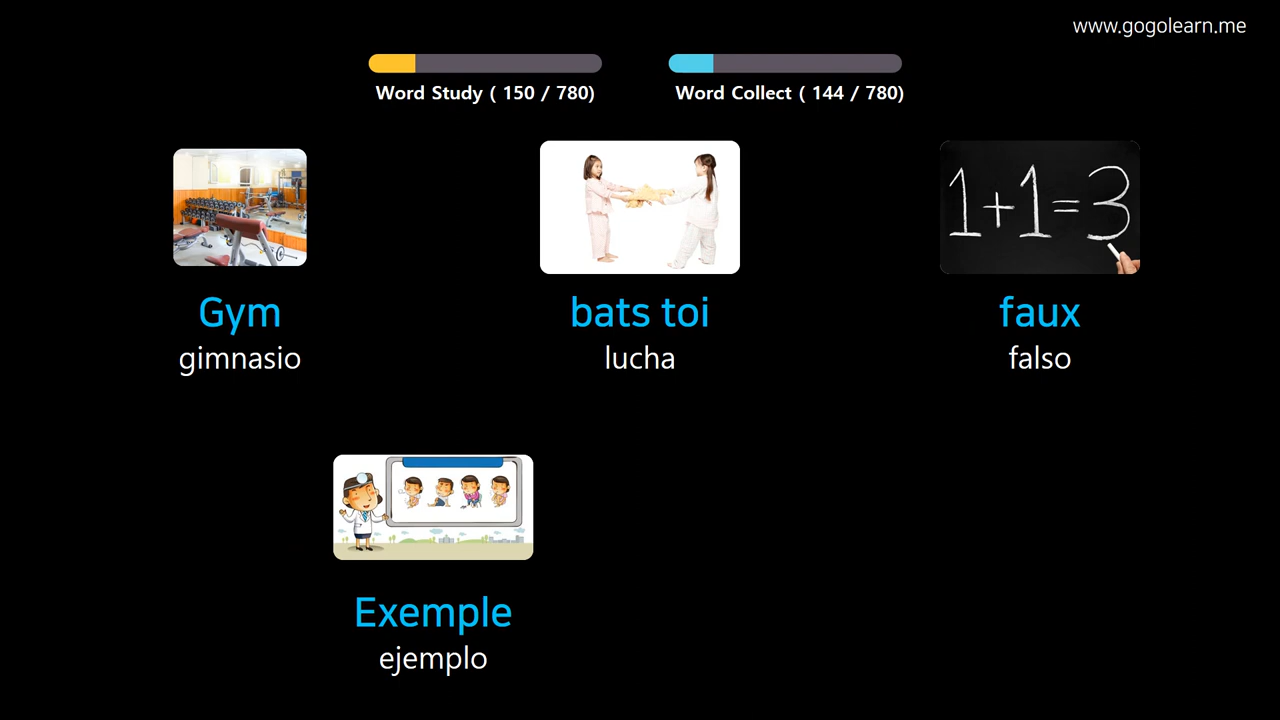 www.gogolearn.me
Word Study ( 150 / 780)
Word Collect ( 144 / 780)
1+1=3
Gym
gimnasio
bats toi
lucha
faux
falso
Exemple
ejemplo